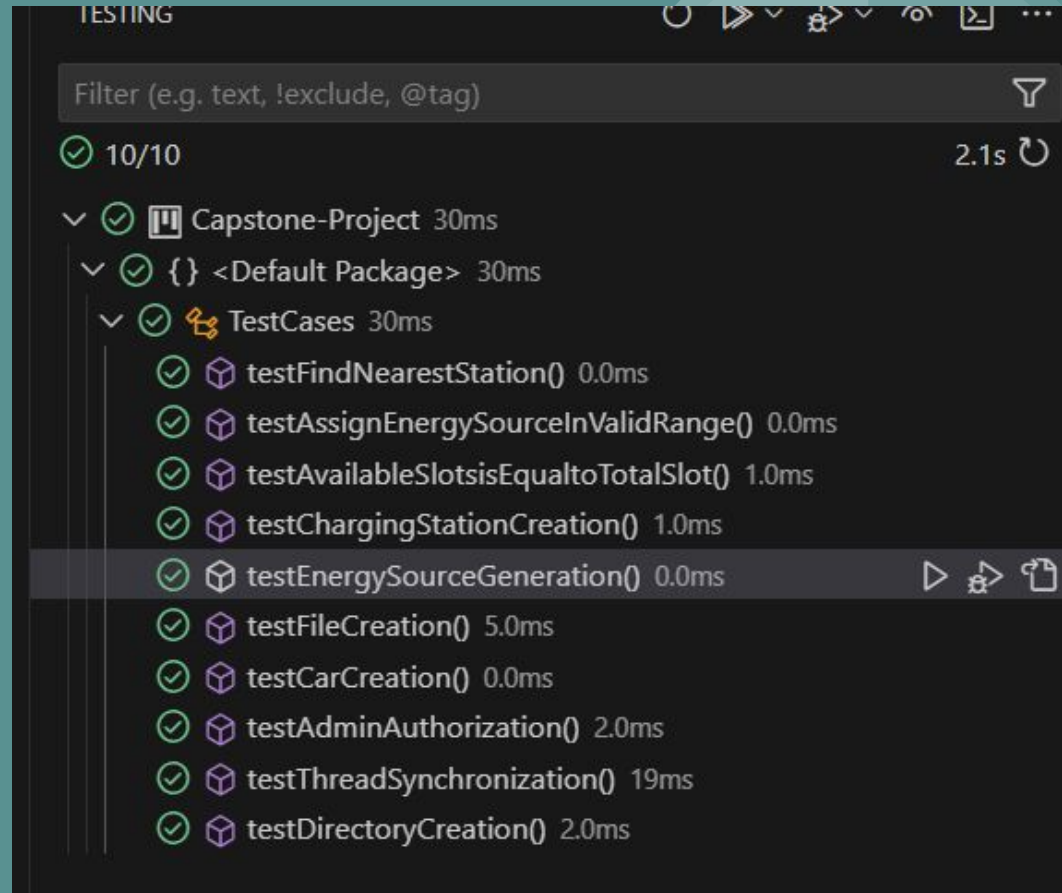 TESTING
Filter (e.g. text, !exclude, @tag)
10/10 2.1s
Capstone-Project 30ms
{} <Default Package> 30ms
TestCases 30ms
testFindNearestStation() 0.0ms
testAssignEnergySourceInValidRange() 0.0ms
testAvailableSlotsisEqualtoTotalSlot() 1.0ms
testChargingStationCreation() 1.0ms
testEnergySourceGeneration() 0.0ms
testFileCreation() 5.0ms
testCarCreation() 0.0ms
testAdminAuthorization() 2.0ms
testThreadSynchronization() 19ms
testDirectoryCreation() 2.0ms